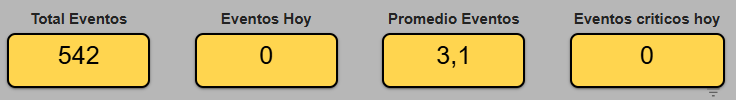 Total Eventos
Eventos Hoy
Promedio Eventos
Eventos criticos hoy
542
0
3,1
0